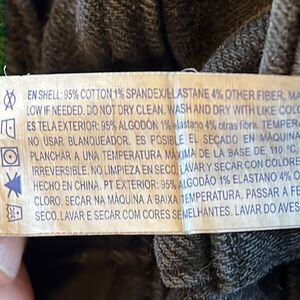 EN SHELL: 95% COTTON 1% SPANDEX/ELASTANE 4% OTHER FIBER. MA
LOW IF NEEDED. DO NOT DRY CLEAN. WASH AND DRY WITH LIKE COLO
ES TELA EXTERIOR: 95% ALGODÓN 1% elastano 4% otras fibra. TEMPERA
NO USAR BLANQUEADOR. ES POSIBLE EL SECADO EN MÁQUINA
PLANCHAR A UNA TEMPERATURA MAXIMA DE LA BASE DE 110 °C.
IRREVERSIBLE. NO LIMPIEZA EN SECO. LAVAR Y SECAR CON COLORE
HECHO EN CHINA. PT EXTERIOR: 95% ALGODÃO 1% ELASTANO 4% O
CLORO. SECAR NA MÁQUINA A BAIXA TEMPERATURA. PASSAR A FE
SECO. LAVAR E SECAR COM CORES SEMELHANTES. LAVAR DO AVES